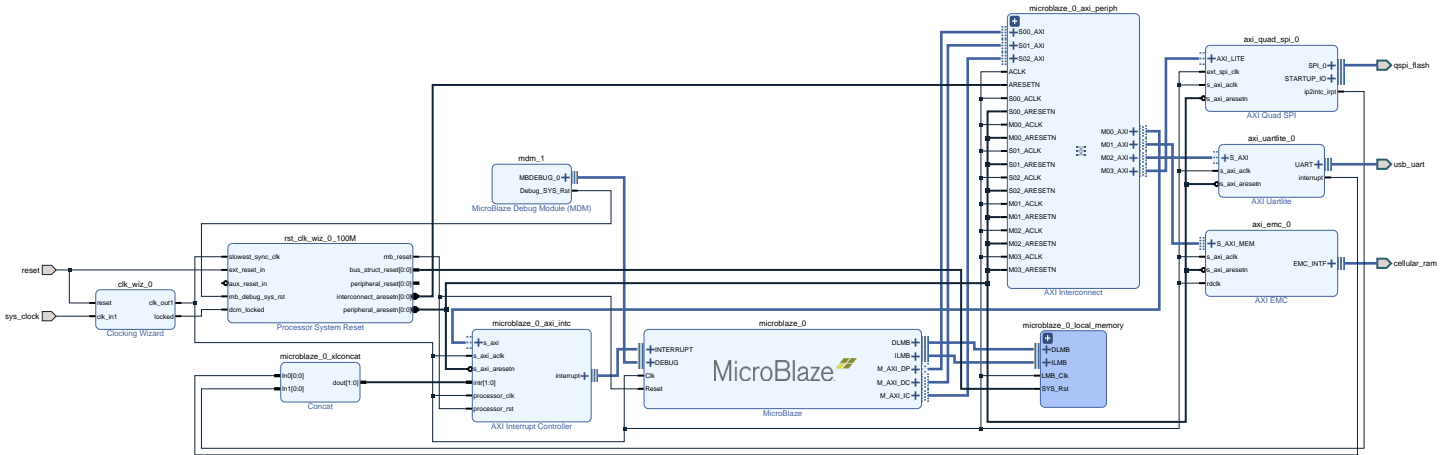 microblaze_0_axi_periph
S00_AXI
S01_AXI
S02_AXI
ACLK
ARESETN
S00_ACLK
S00_ARESETN
M00_ACLK
M00_ARESETN
S01_ACLK
S01_ARESETN
S02_ACLK
S02_ARESETN
M01_ACLK
M01_ARESETN
M02_ACLK
M02_ARESETN
M03_ACLK
M03_ARESETN
M00_AXI
M01_AXI
M02_AXI
M03_AXI
AXI Interconnect
axi_quad_spi_0
AXI_LITE
ext_spi_clk
s_axi_aclk
s_axi_aresetn
SPI_0
STARTUP_IO
ip2intc_irpt
AXI Quad SPI
qspi_flash
axi_uartlite_0
S_AXI
s_axi_aclk
s_axi_aresetn
UART
interrupt
AXI Uartlite
usb_uart
axi_emc_0
S_AXI_MEM
s_axi_aclk
s_axi_aresetn
rdclk
EMC_INTF
AXI EMC
cellular_ram
mdm_1
MBDEBUG_0
Debug_SYS_Rst
MicroBlaze Debug Module (MDM)
rst_clk_wiz_0_100M
slowest_sync_clk
ext_reset_in
aux_reset_in
mb_debug_sys_rst
dcm_locked
mb_reset
bus_struct_reset[0:0]
peripheral_reset[0:0]
interconnect_aresetn[0:0]
peripheral_aresetn[0:0]
Processor System Reset
reset
sys_clock
clk_wiz_0
reset
clk_in1
clk_out1
locked
Clocking Wizard
microblaze_0_xlconcat
In0[0:0]
In1[0:0]
dout[1:0]
Concat
microblaze_0_axi_intc
s_axi
s_axi_aclk
s_axi_aresetn
intr[1:0]
processor_clk
processor_rst
interrupt
AXI Interrupt Controller
microblaze_0
INTERRUPT
DEBUG
Clk
Reset
MicroBlaze
DLMB
ILMB
M_AXI_DP
M_AXI_DC
M_AXI_IC
MicroBlaze
microblaze_0_local_memory
DLMB
ILMB
LMB_Clk
SYS_Rst